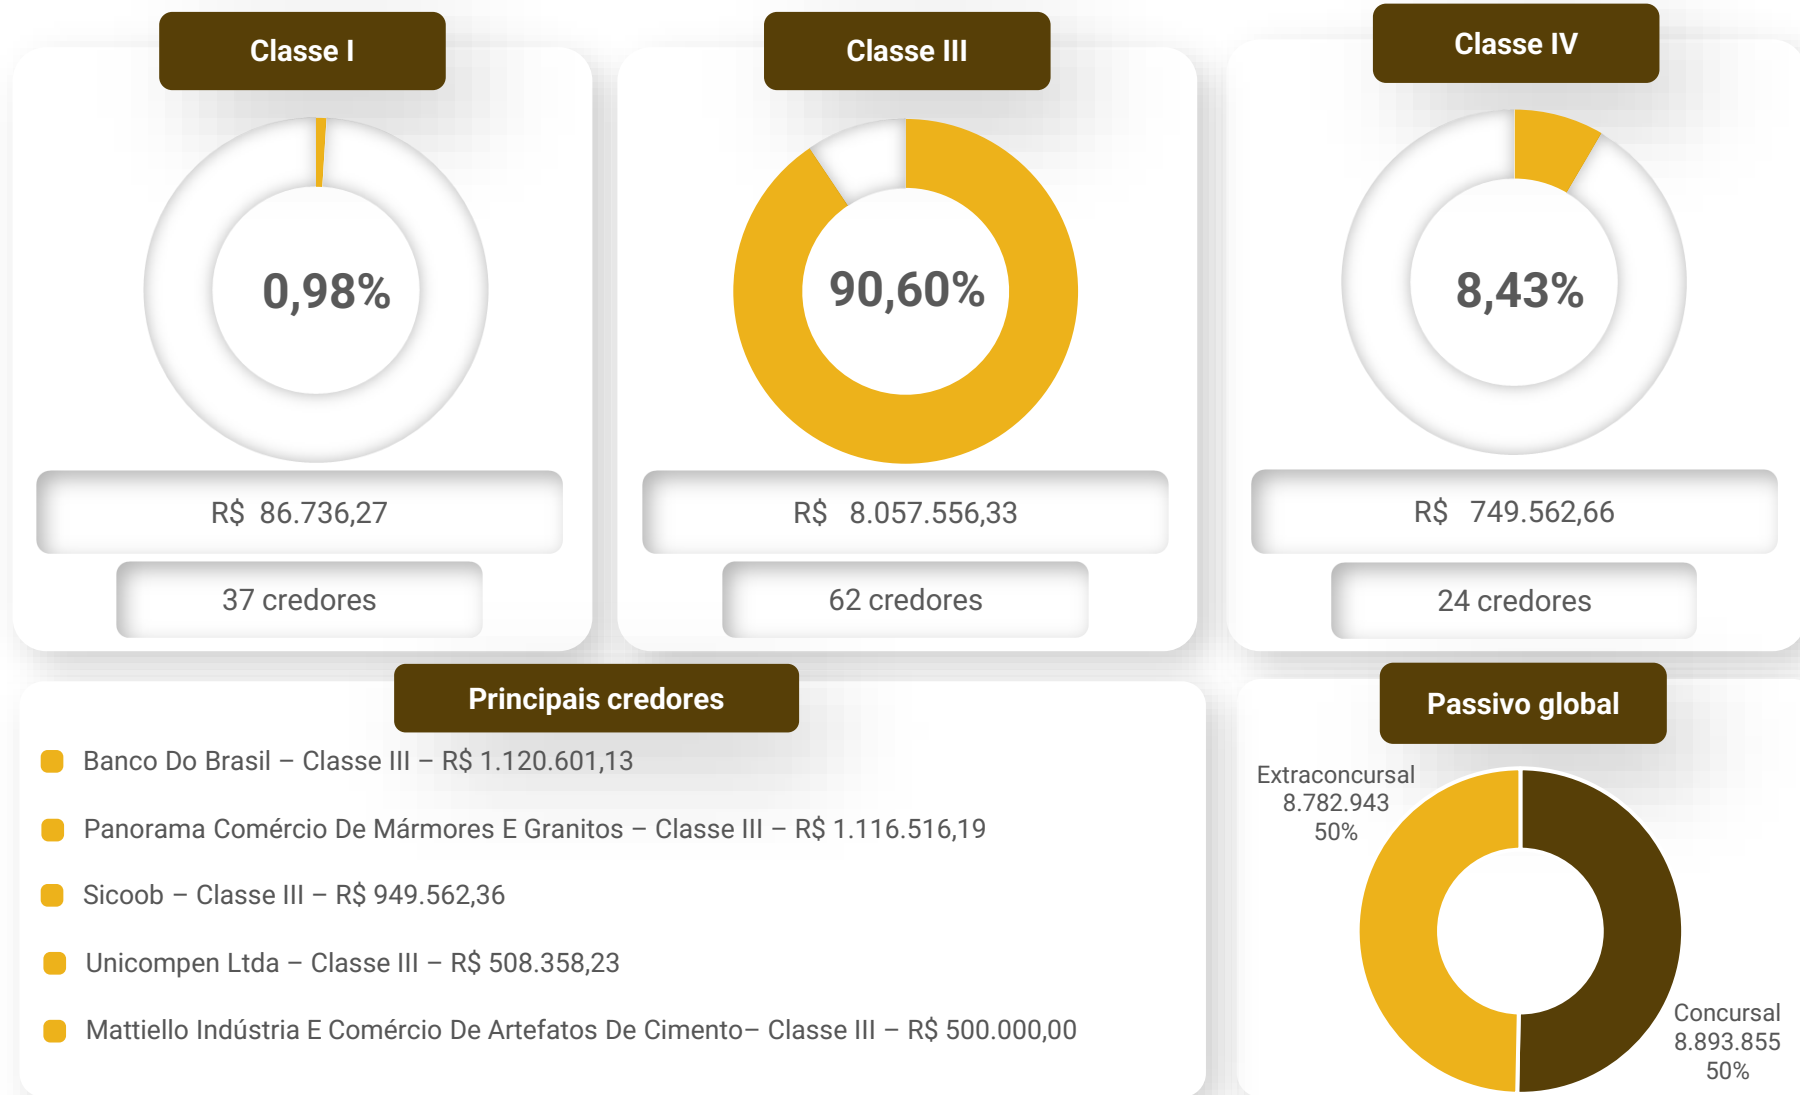 Classe I
0,98%
R$ 86.736,27
37 credores
Classe III
90,60%
R$ 8.057.556,33
62 credores
Classe IV
8,43%
R$ 749.562,66
24 credores
Principais credores
Banco Do Brasil – Classe III – R$ 1.120.601,13
Panorama Comércio De Mármores E Granitos – Classe III – R$ 1.116.516,19
Sicoob – Classe III – R$ 949.562,36
Unicompen Ltda – Classe III – R$ 508.358,23
Mattiello Indústria E Comércio De Artefatos De Cimento– Classe III – R$ 500.000,00
Passivo global
Extraconcursal
8.782.943
50%
Concursal
8.893.855
50%